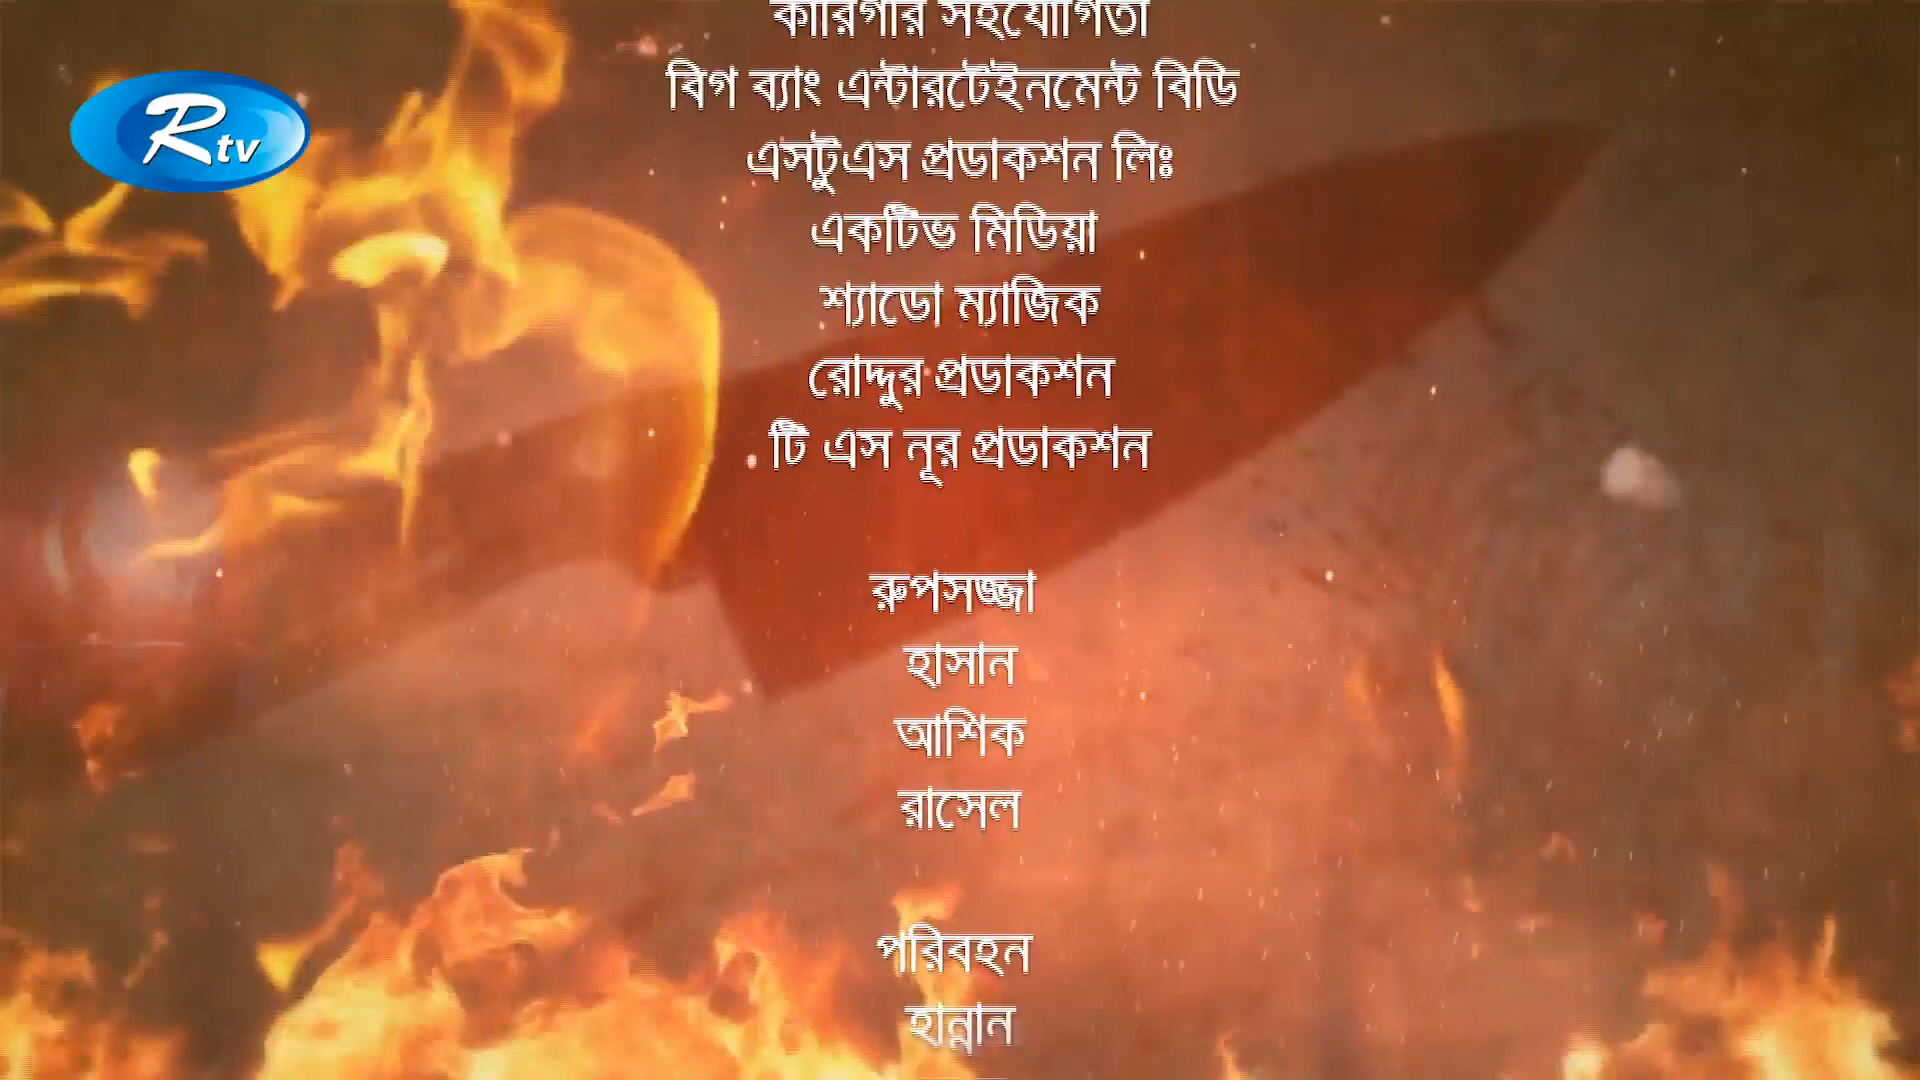 কারিগরি সহযোগিতা
Rtv
বিগ ব্যাং এন্টারটেইনমেন্ট বিডি
এসটুএস প্রডাকশন লিঃ
একটিভ মিডিয়া
শ্যাডো ম্যাজিক
রোদ্দুর প্রডাকশন
টি এস নূর প্রডাকশন
রুপসজ্জা
হাসান
আশিক
রাসেল
পরিবহন
হান্নান